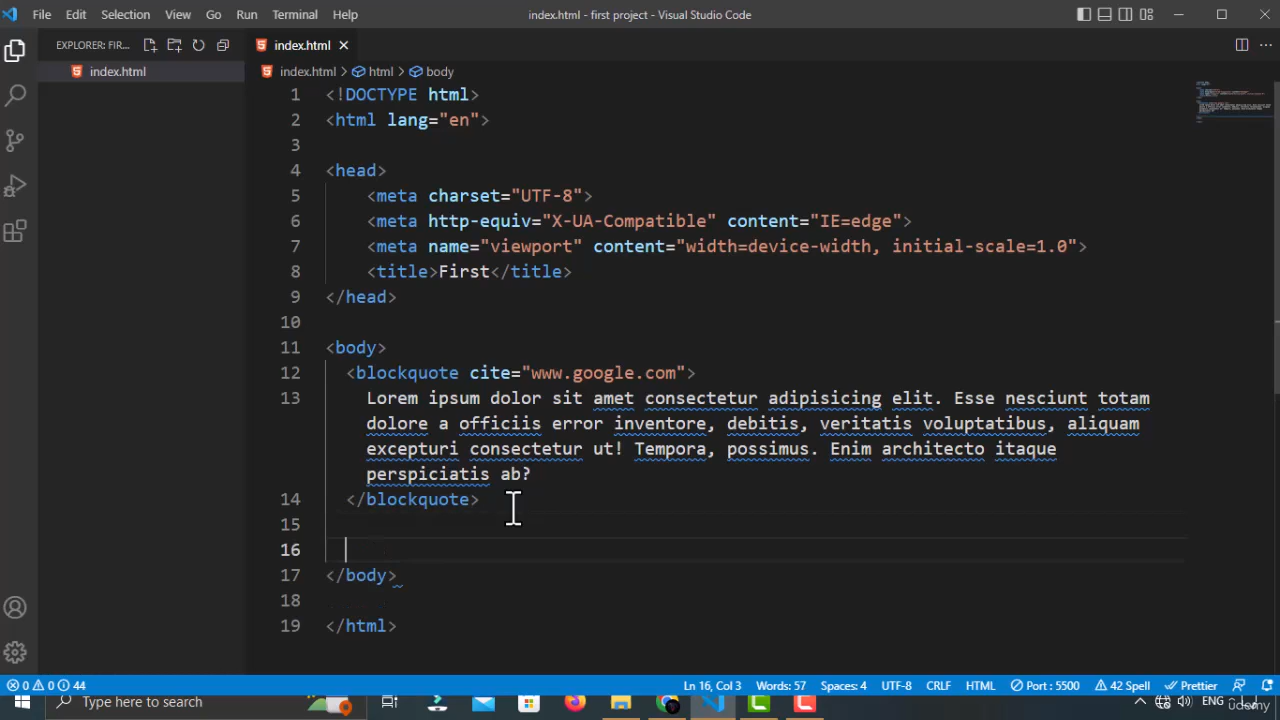 File Edit Selection View Go Run Terminal Help
index.html - first project - Visual Studio Code
EXPLORER: FIR...
index.html
index.html
index.html > html > body
1 <!DOCTYPE html>
2 <html lang="en">
3
4 <head>
5 <meta charset="UTF-8">
6 <meta http-equiv="X-UA-Compatible" content="IE=edge">
7 <meta name="viewport" content="width=device-width, initial-scale=1.0">
8 <title>First</title>
9 </head>
10
11 <body>
12 <blockquote cite="www.google.com">
13 Lorem ipsum dolor sit amet consectetur adipisicing elit. Esse nesciunt totam
dolore a officiis error inventore, debitis, veritatis voluptatibus, aliquam
excepturi consectetur ut! Tempora, possimus. Enim architecto itaque
perspiciatis ab?
14 </blockquote>
15
16
17 </body>
18
19 </html>
0 0 44
Ln 16, Col 3 Words: 57 Spaces: 4 UTF-8 CRLF HTML Port : 5500 42 Spell Prettier
Type here to search
ENG
Udemy